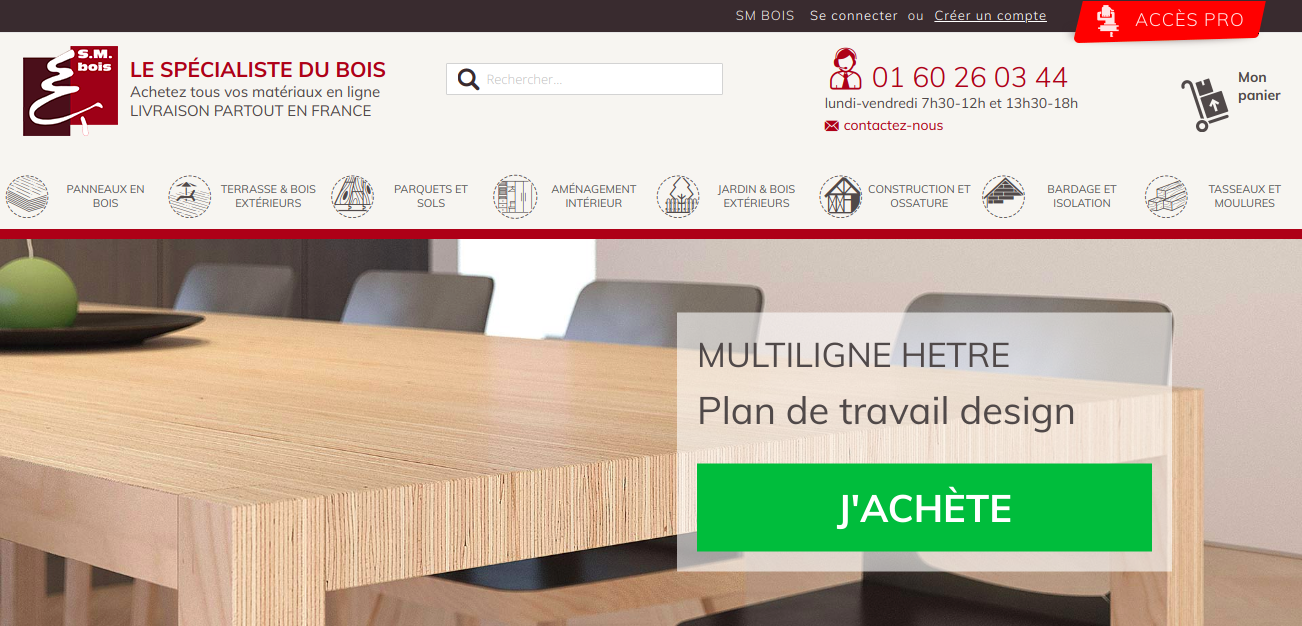 SM BOIS Se connecter ou Créer un compte
ACCÈS PRO
S.M.
bois
LE SPÉCIALISTE DU BOIS
Achetez tous vos matériaux en ligne
LIVRAISON PARTOUT EN FRANCE
Rechercher...
01 60 26 03 44
lundi-vendredi 7h30-12h et 13h30-18h
contactez-nous
Mon
panier
PANNEAUX EN
BOIS
TERRASSE & BOIS
EXTÉRIEURS
PARQUETS ET
SOLS
AMÉNAGEMENT
INTÉRIEUR
JARDIN & BOIS
EXTÉRIEURS
CONSTRUCTION ET
OSSATURE
BARDAGE ET
ISOLATION
TASSEAUX ET
MOULURES
MULTILIGNE HETRE
Plan de travail design
J'ACHÈTE